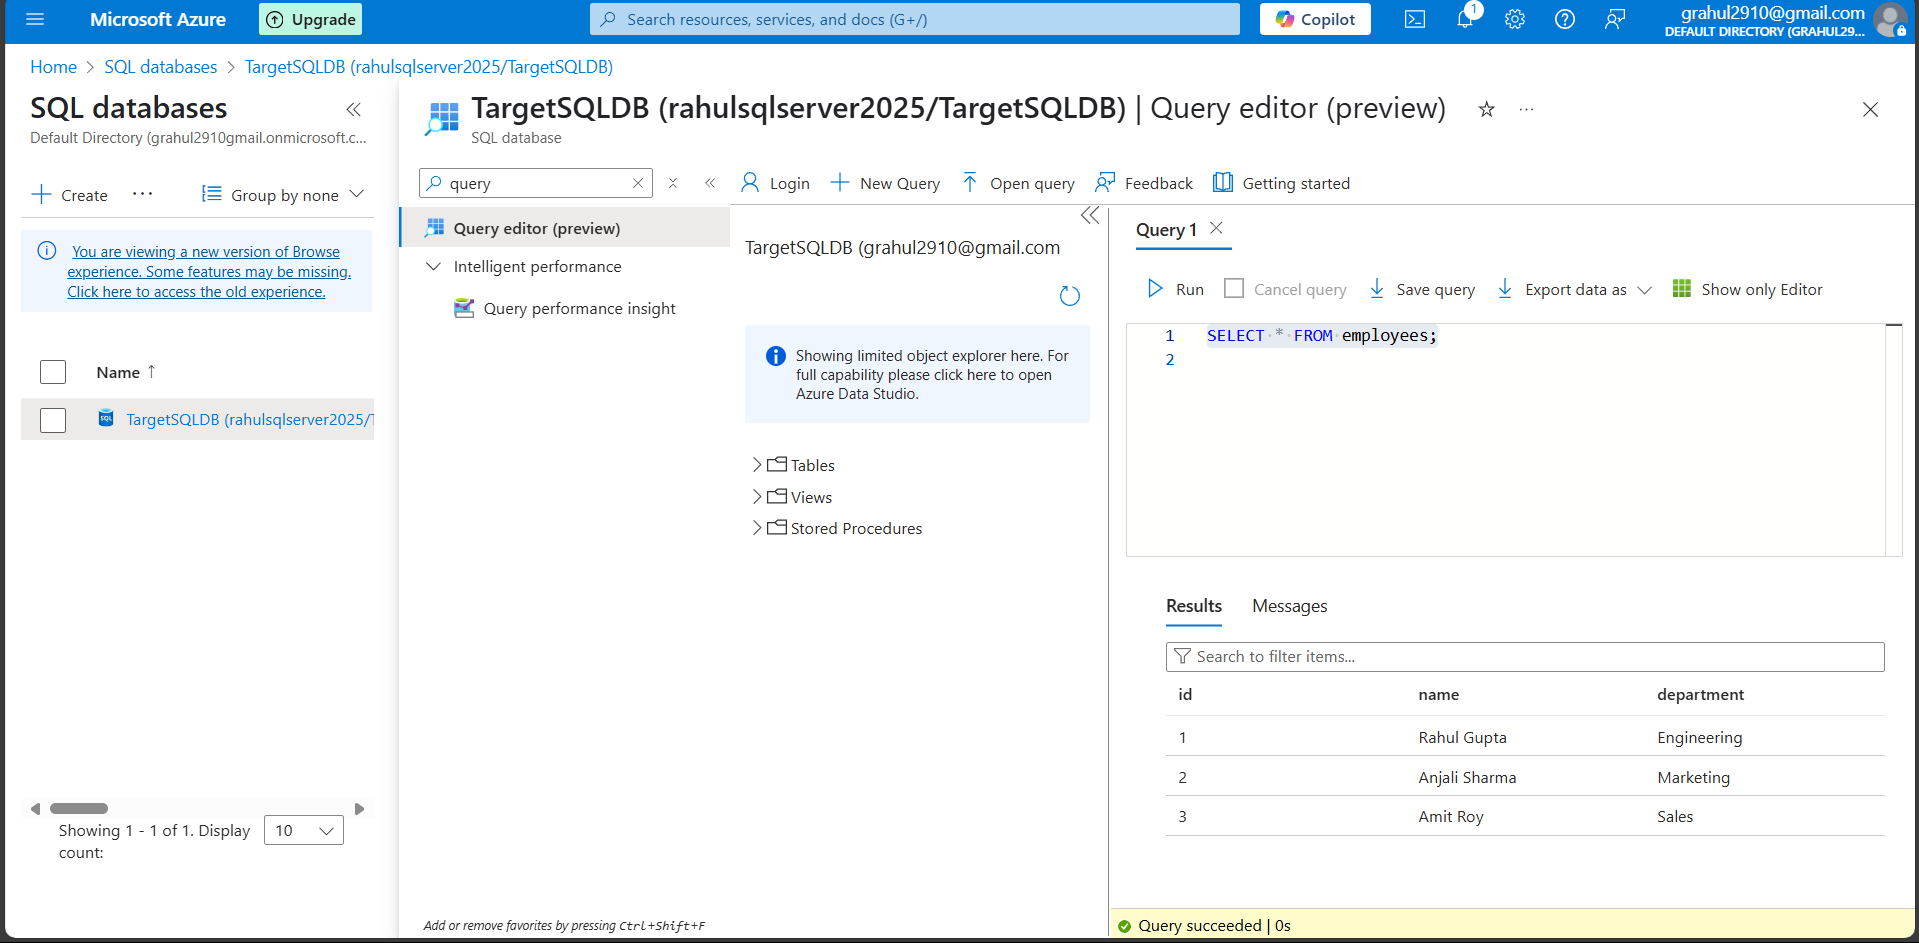 Microsoft Azure
Upgrade
Search resources, services, and docs (G+/)
Copilot
1
grahul2910@gmail.com
DEFAULT DIRECTORY (GRAHUL29...
Home > SQL databases > TargetSQLDB (rahulsqlserver2025/TargetSQLDB)
SQL databases
Default Directory (grahul2910gmail.onmicrosoft.c...
Create
Group by none
You are viewing a new version of Browse
experience. Some features may be missing.
Click here to access the old experience.
Name ↑
SQL
TargetSQLDB (rahulsqlserver2025/T
Showing 1 - 1 of 1. Display
count:
10
TargetSQLDB (rahulsqlserver2025/TargetSQLDB) | Query editor (preview)
SQL database
query
Query editor (preview)
Intelligent performance
Query performance insight
Add or remove favorites by pressing Ctrl+Shift+F
Login
New Query
Open query
Feedback
Getting started
TargetSQLDB (grahul2910@gmail.com
Showing limited object explorer here. For
full capability please click here to open
Azure Data Studio.
Tables
Views
Stored Procedures
Query 1
Run
Cancel query
Save query
Export data as
Show only Editor
1 SELECT * FROM employees;
2
Results Messages
Search to filter items...
id name department
1 Rahul Gupta Engineering
2 Anjali Sharma Marketing
3 Amit Roy Sales
Query succeeded | 0s